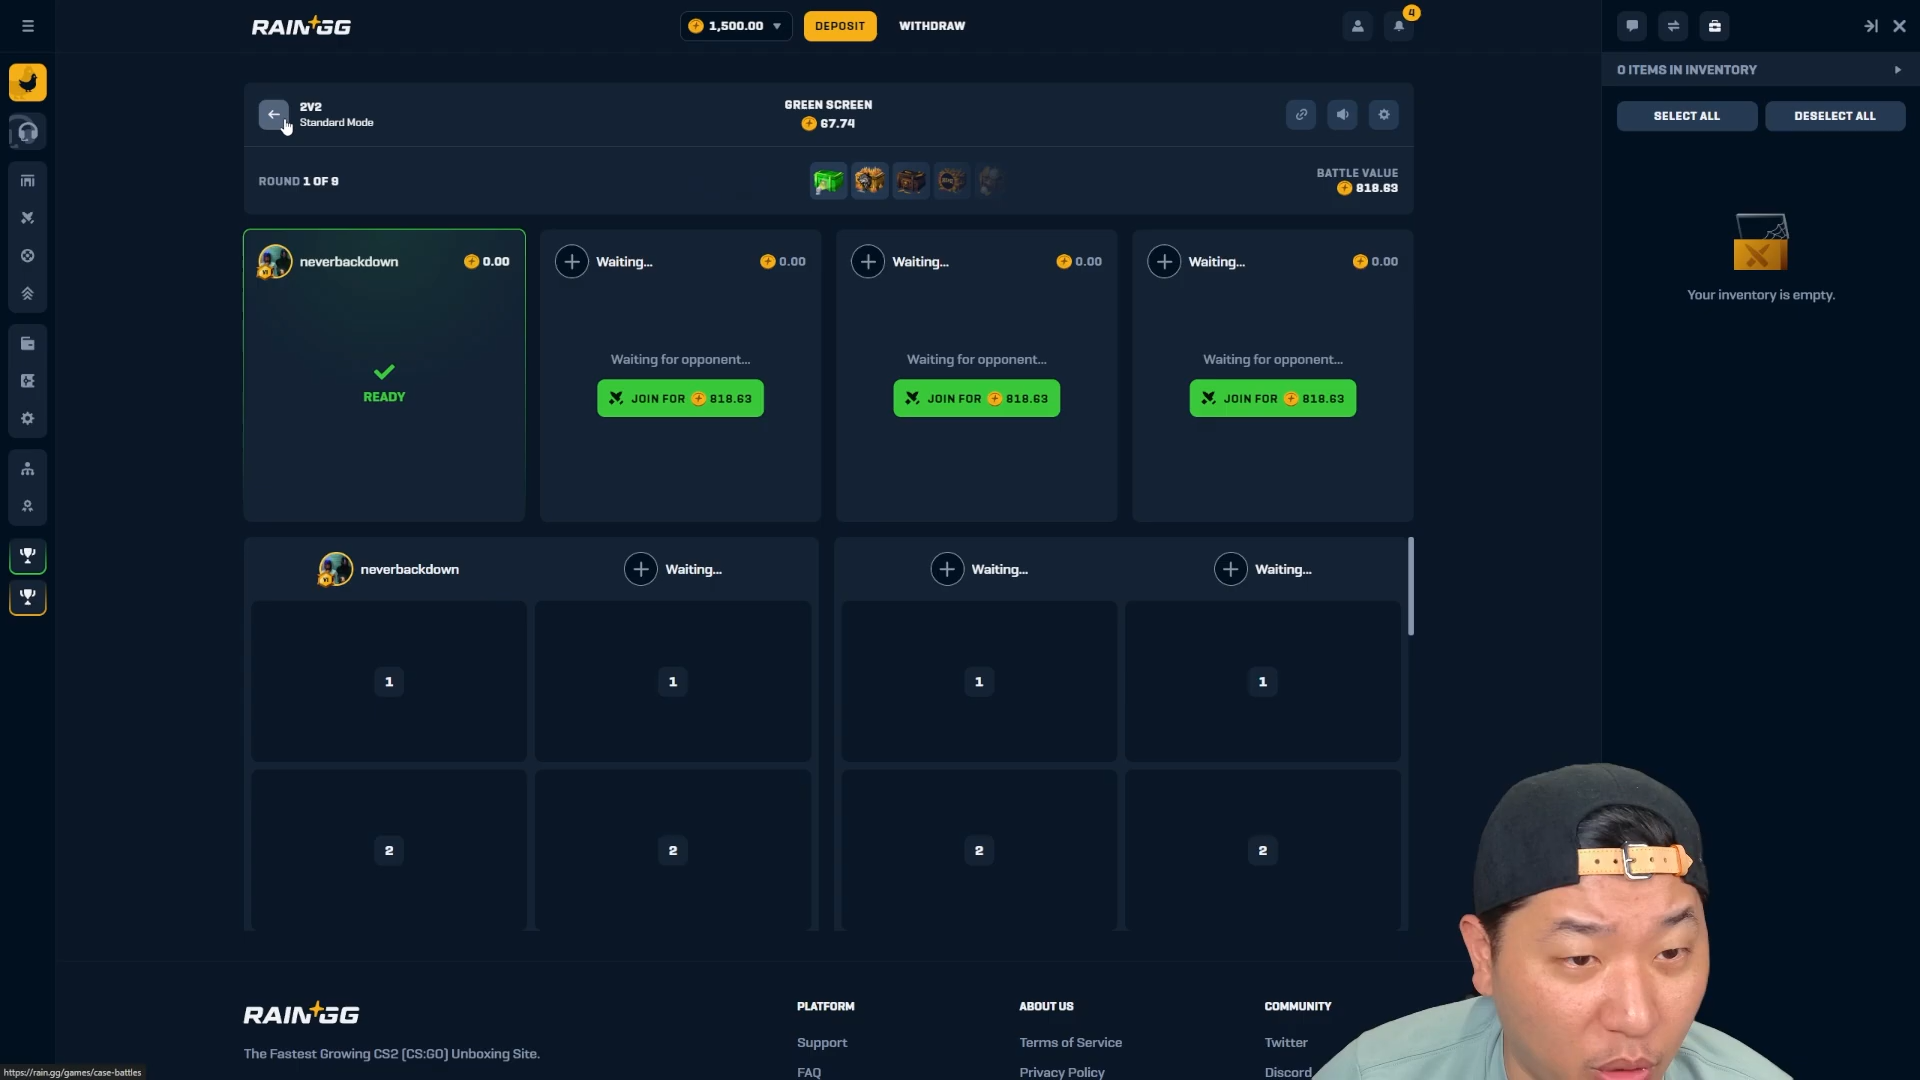 RAIN GG
1,500.00
DEPOSIT
WITHDRAW
4
0 ITEMS IN INVENTORY
SELECT ALL
DESELECT ALL
Your inventory is empty.
2V2
Standard Mode
GREEN SCREEN
67.74
ROUND 1 OF 9
BATTLE VALUE
818.63
neverbackdown
0.00
Waiting...
0.00
Waiting...
0.00
Waiting...
0.00
READY
Waiting for opponent...
JOIN FOR 818.63
Waiting for opponent...
JOIN FOR 818.63
Waiting for opponent...
JOIN FOR 818.63
neverbackdown
Waiting...
Waiting...
Waiting...
1
1
1
1
2
2
2
2
RAIN GG
The Fastest Growing CS2 (CS:GO) Unboxing Site.
PLATFORM
Support
FAQ
ABOUT US
Terms of Service
Privacy Policy
COMMUNITY
Twitter
Discord
https://rain.gg/games/case-battles